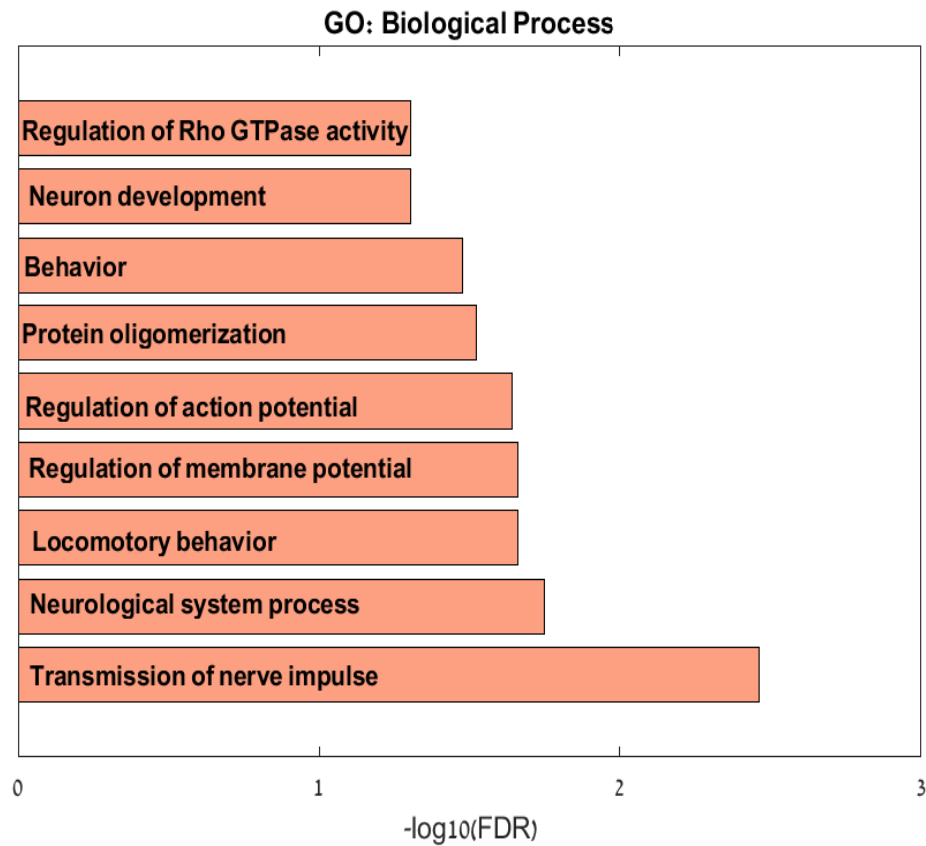 GO: Biological Process
Regulation of Rho GTPase activity
Neuron development
Behavior
Protein oligomerization
Regulation of action potential
Regulation of membrane potential
Locomotory behavior
Neurological system process
Transmission of nerve impulse
0 1 2 3
-log10(FDR)